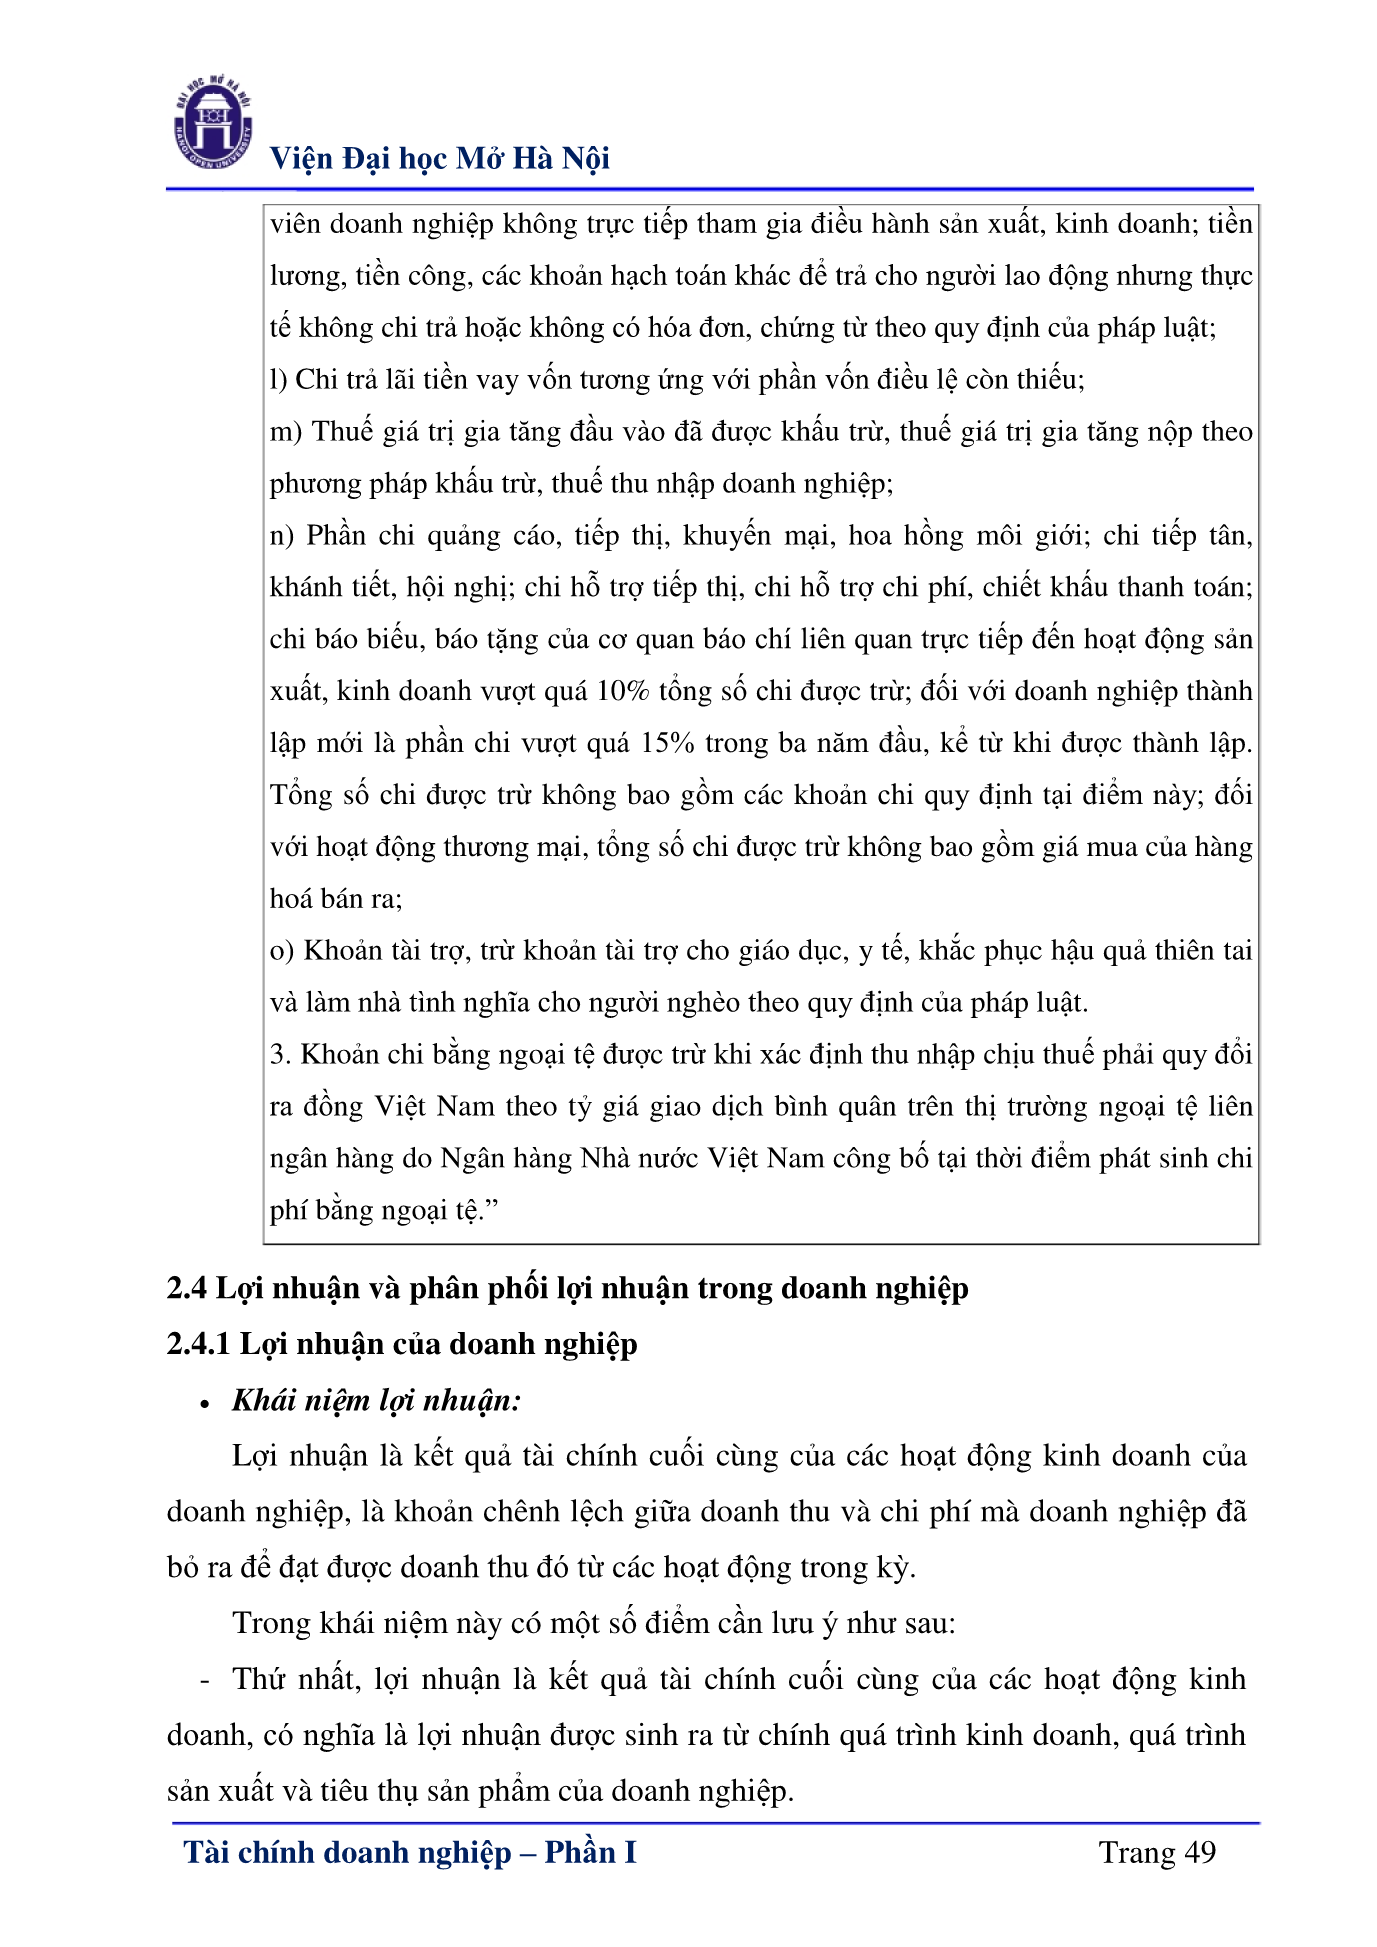 ĐẠI HỌC MỞ HÀ NỘI
HANOI OPEN UNIVERSITY
Viện Đại học Mở Hà Nội
viên doanh nghiệp không trực tiếp tham gia điều hành sản xuất, kinh doanh; tiền
lương, tiền công, các khoản hạch toán khác để trả cho người lao động nhưng thực
tế không chi trả hoặc không có hóa đơn, chứng từ theo quy định của pháp luật;
l) Chi trả lãi tiền vay vốn tương ứng với phần vốn điều lệ còn thiếu;
m) Thuế giá trị gia tăng đầu vào đã được khấu trừ, thuế giá trị gia tăng nộp theo
phương pháp khấu trừ, thuế thu nhập doanh nghiệp;
n) Phần chi quảng cáo, tiếp thị, khuyến mại, hoa hồng môi giới; chi tiếp tân,
khánh tiết, hội nghị; chi hỗ trợ tiếp thị, chi hỗ trợ chi phí, chiết khấu thanh toán;
chi báo biếu, báo tặng của cơ quan báo chí liên quan trực tiếp đến hoạt động sản
xuất, kinh doanh vượt quá 10% tổng số chi được trừ; đối với doanh nghiệp thành
lập mới là phần chi vượt quá 15% trong ba năm đầu, kể từ khi được thành lập.
Tổng số chi được trừ không bao gồm các khoản chi quy định tại điểm này; đối
với hoạt động thương mại, tổng số chi được trừ không bao gồm giá mua của hàng
hoá bán ra;
o) Khoản tài trợ, trừ khoản tài trợ cho giáo dục, y tế, khắc phục hậu quả thiên tai
và làm nhà tình nghĩa cho người nghèo theo quy định của pháp luật.
3. Khoản chi bằng ngoại tệ được trừ khi xác định thu nhập chịu thuế phải quy đổi
ra đồng Việt Nam theo tỷ giá giao dịch bình quân trên thị trường ngoại tệ liên
ngân hàng do Ngân hàng Nhà nước Việt Nam công bố tại thời điểm phát sinh chi
phí bằng ngoại tệ.”
2.4 Lợi nhuận và phân phối lợi nhuận trong doanh nghiệp
2.4.1 Lợi nhuận của doanh nghiệp
• Khái niệm lợi nhuận:
Lợi nhuận là kết quả tài chính cuối cùng của các hoạt động kinh doanh của
doanh nghiệp, là khoản chênh lệch giữa doanh thu và chi phí mà doanh nghiệp đã
bỏ ra để đạt được doanh thu đó từ các hoạt động trong kỳ.
Trong khái niệm này có một số điểm cần lưu ý như sau:
- Thứ nhất, lợi nhuận là kết quả tài chính cuối cùng của các hoạt động kinh
doanh, có nghĩa là lợi nhuận được sinh ra từ chính quá trình kinh doanh, quá trình
sản xuất và tiêu thụ sản phẩm của doanh nghiệp.
Tài chính doanh nghiệp – Phần I Trang 49